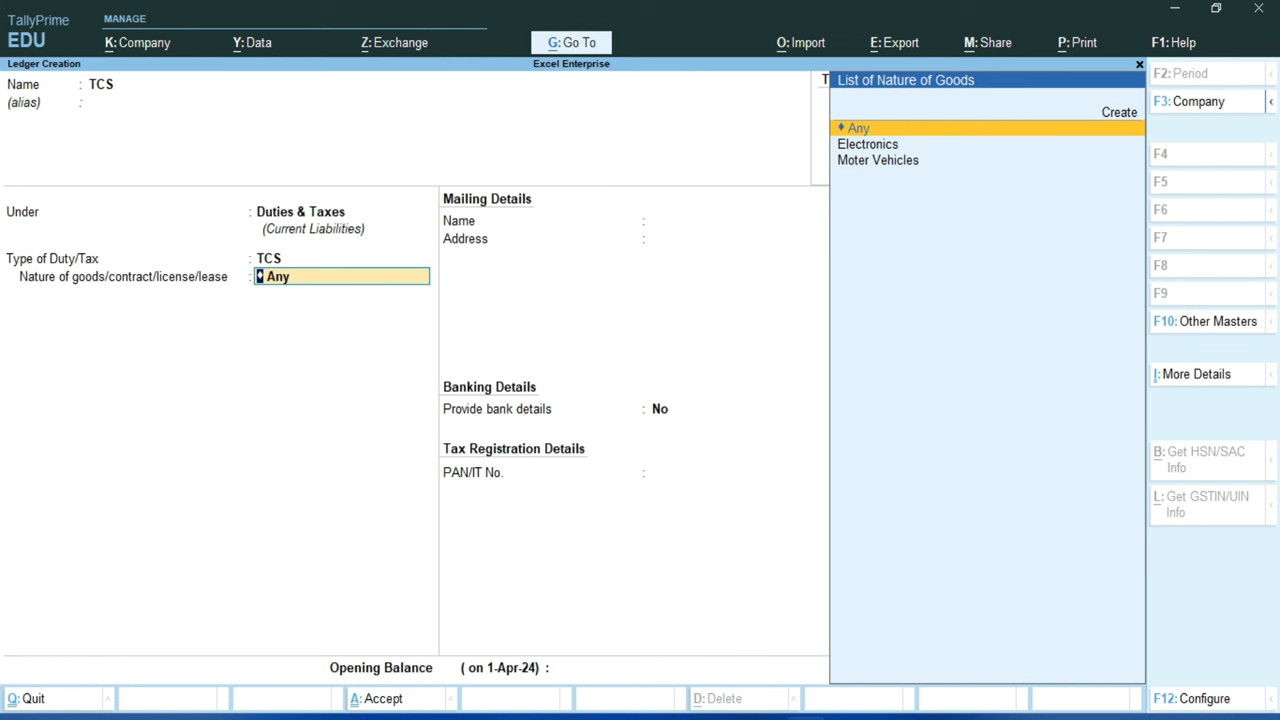 TallyPrime
EDU
MANAGE
K: Company
Y: Data
Z: Exchange
G: Go To
O: Import
E: Export
M: Share
P: Print
F1: Help
Ledger Creation
Excel Enterprise
Name : TCS
(alias) :
T
Under : Duties & Taxes
(Current Liabilities)
Type of Duty/Tax : TCS
Nature of goods/contract/license/lease : ♦ Any
Mailing Details
Name :
Address :
Banking Details
Provide bank details : No
Tax Registration Details
PAN/IT No. :
Opening Balance ( on 1-Apr-24) :
List of Nature of Goods
Create
♦ Any
Electronics
Moter Vehicles
F2: Period
F3: Company
F4
F5
F6
F7
F8
F9
F10: Other Masters
I: More Details
B: Get HSN/SAC
Info
L: Get GSTIN/UIN
Info
Q: Quit
A: Accept
D: Delete
F12: Configure